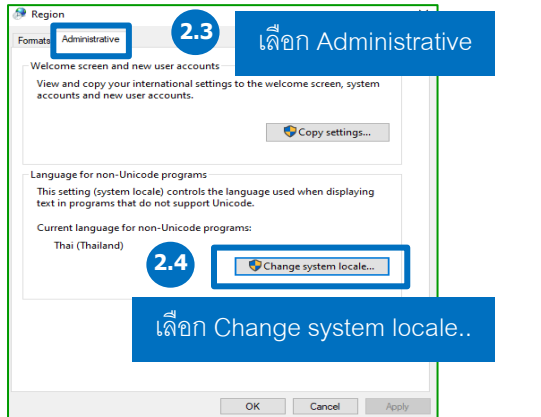 Region
Formats Administrative
2.3
เลือก Administrative
Welcome screen and new user accounts
View and copy your international settings to the welcome screen, system
accounts and new user accounts.
Copy settings...
Language for non-Unicode programs
This setting (system locale) controls the language used when displaying
text in programs that do not support Unicode.
Current language for non-Unicode programs:
Thai (Thailand)
2.4
Change system locale...
เลือก Change system locale..
OK Cancel Apply